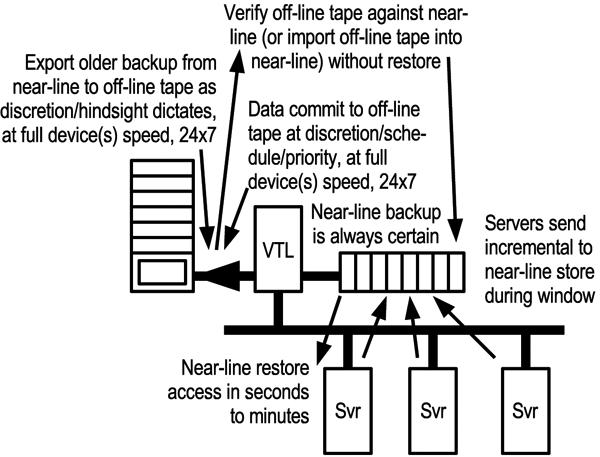 Verify off-line tape against near-
line (or import off-line tape into
near-line) without restore
Export older backup from
near-line to off-line tape as
discretion/hindsight dictates,
at full device(s) speed, 24x7
Data commit to off-line
tape at discretion/sche-
dule/priority, at full
device(s) speed, 24x7
Near-line backup
is always certain
VTL
Servers send
incremental to
near-line store
during window
Near-line restore
access in seconds
to minutes
Svr
Svr
Svr